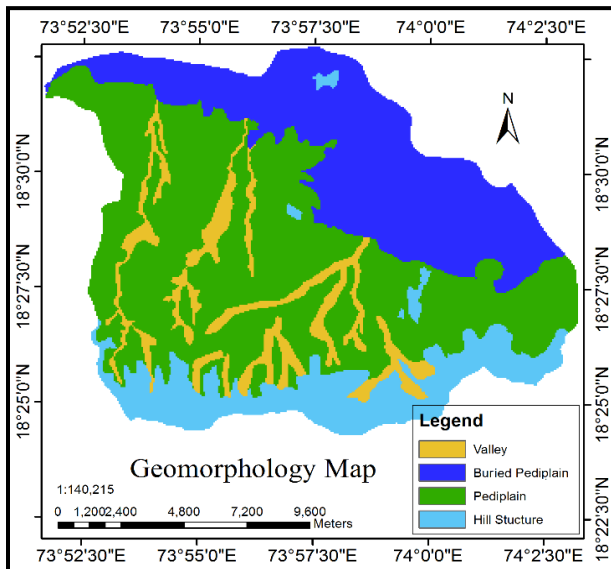 73°52'30"E 73°55'0"E 73°57'30"E 74°0'0"E 74°2'30"E
N
18°30'0"N 18°30'0"N
18°27'30"N 18°27'30"N
18°25'0"N 18°25'0"N
18°22'30"N
Legend
Valley
Buried Pediplain
Pediplain
Hill Stucture
Geomorphology Map
1:140,215
0 1,200 2,400 4,800 7,200 9,600
Meters
73°52'30"E 73°55'0"E 73°57'30"E 74°0'0"E 74°2'30"E